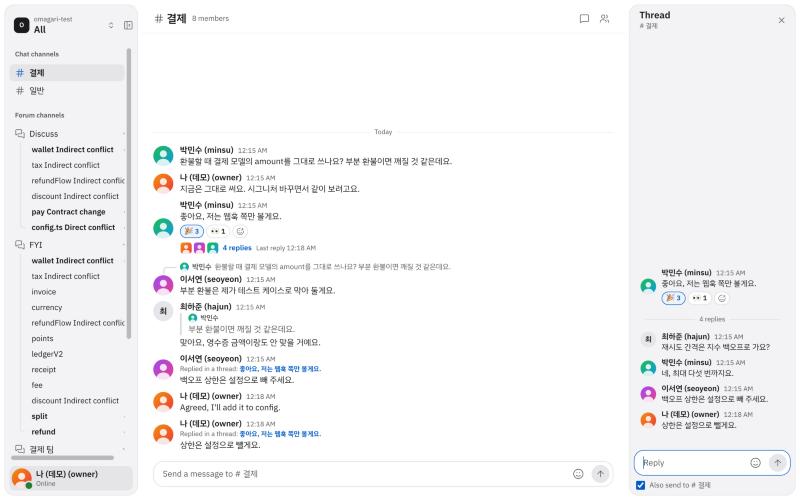 omagari-test
O
All
Chat channels
# 결제
# 일반
Forum channels
Discuss
wallet Indirect conflict
tax Indirect conflict
refundFlow Indirect conflic
discount Indirect conflict
pay Contract change
config.ts Direct conflict
FYI
wallet Indirect conflict
tax Indirect conflict
invoice
currency
refundFlow Indirect conflic
points
ledgerV2
receipt
fee
discount Indirect conflict
split
refund
결제 팀
나 (데모) (owner)
Online
# 결제 8 members
Today
박민수 (minsu) 12:15 AM
환불할 때 결제 모델의 amount를 그대로 쓰나요? 부분 환불이면 깨질 것 같은데요.
나 (데모) (owner) 12:15 AM
지금은 그대로 써요. 시그니처 바꾸면서 같이 보려고요.
박민수 (minsu) 12:15 AM
좋아요, 저는 웹훅 쪽만 볼게요.
🎉 3 👀 1
4 replies Last reply 12:18 AM
박민수 환불할 때 결제 모델의 amount를 그대로 쓰나요? 부분 환불이면 깨질 것 같은데요.
이서연 (seoyeon) 12:15 AM
부분 환불은 제가 테스트 케이스로 막아 둘게요.
최
최하준 (hajun) 12:15 AM
박민수
부분 환불이면 깨질 것 같은데요.
맞아요, 영수증 금액이랑도 안 맞을 거예요.
이서연 (seoyeon) 12:15 AM
Replied in a thread: 좋아요, 저는 웹훅 쪽만 볼게요.
백오프 상한은 설정으로 빼 주세요.
나 (데모) (owner) 12:18 AM
Agreed, I'll add it to config.
나 (데모) (owner) 12:18 AM
Replied in a thread: 좋아요, 저는 웹훅 쪽만 볼게요.
상한은 설정으로 뺄게요.
Send a message to # 결제
Thread
# 결제
박민수 (minsu) 12:15 AM
좋아요, 저는 웹훅 쪽만 볼게요.
🎉 3 👀 1
4 replies
최
최하준 (hajun) 12:15 AM
재시도 간격은 지수 백오프로 가요?
박민수 (minsu) 12:15 AM
네, 최대 다섯 번까지요.
이서연 (seoyeon) 12:15 AM
백오프 상한은 설정으로 빼 주세요.
나 (데모) (owner) 12:18 AM
상한은 설정으로 뺄게요.
Reply
Also send to # 결제